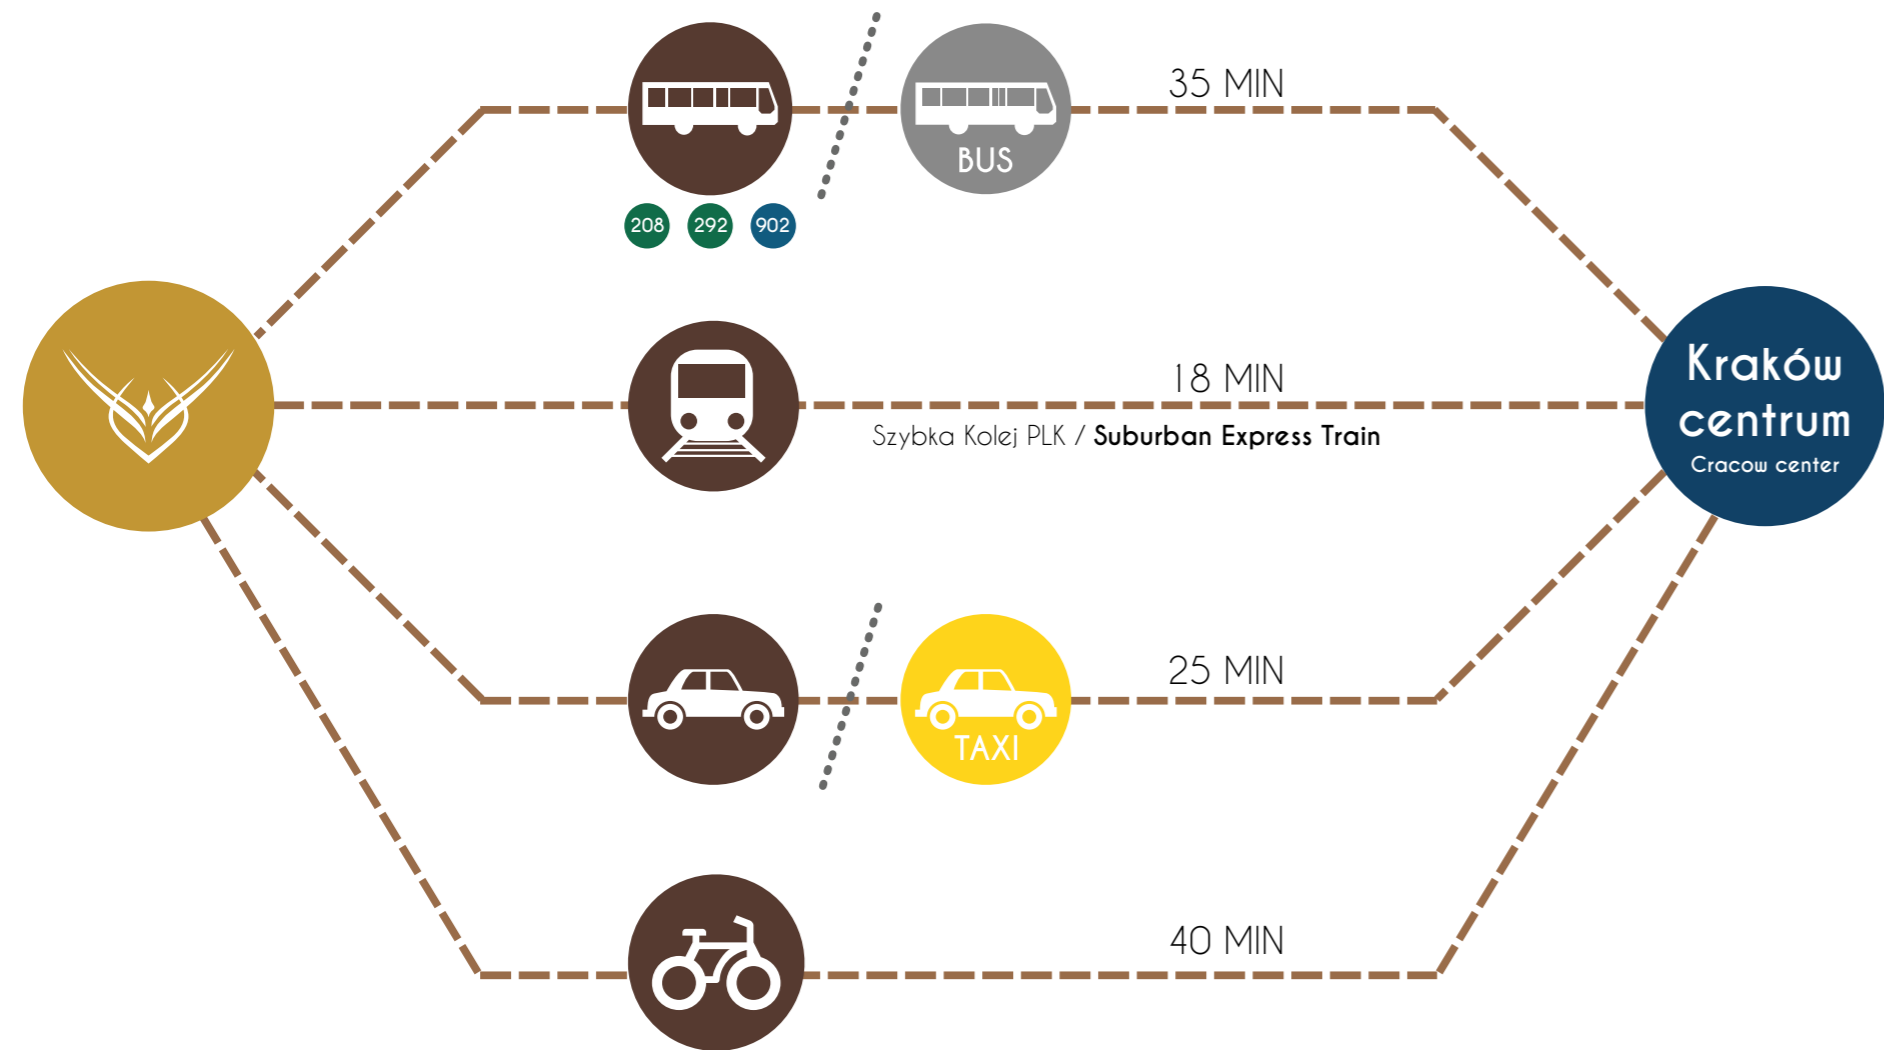 35 MIN
BUS
208 292 902
18 MIN
Szybka Kolej PLK / Suburban Express Train
Kraków
centrum
Cracow center
25 MIN
TAXI
40 MIN